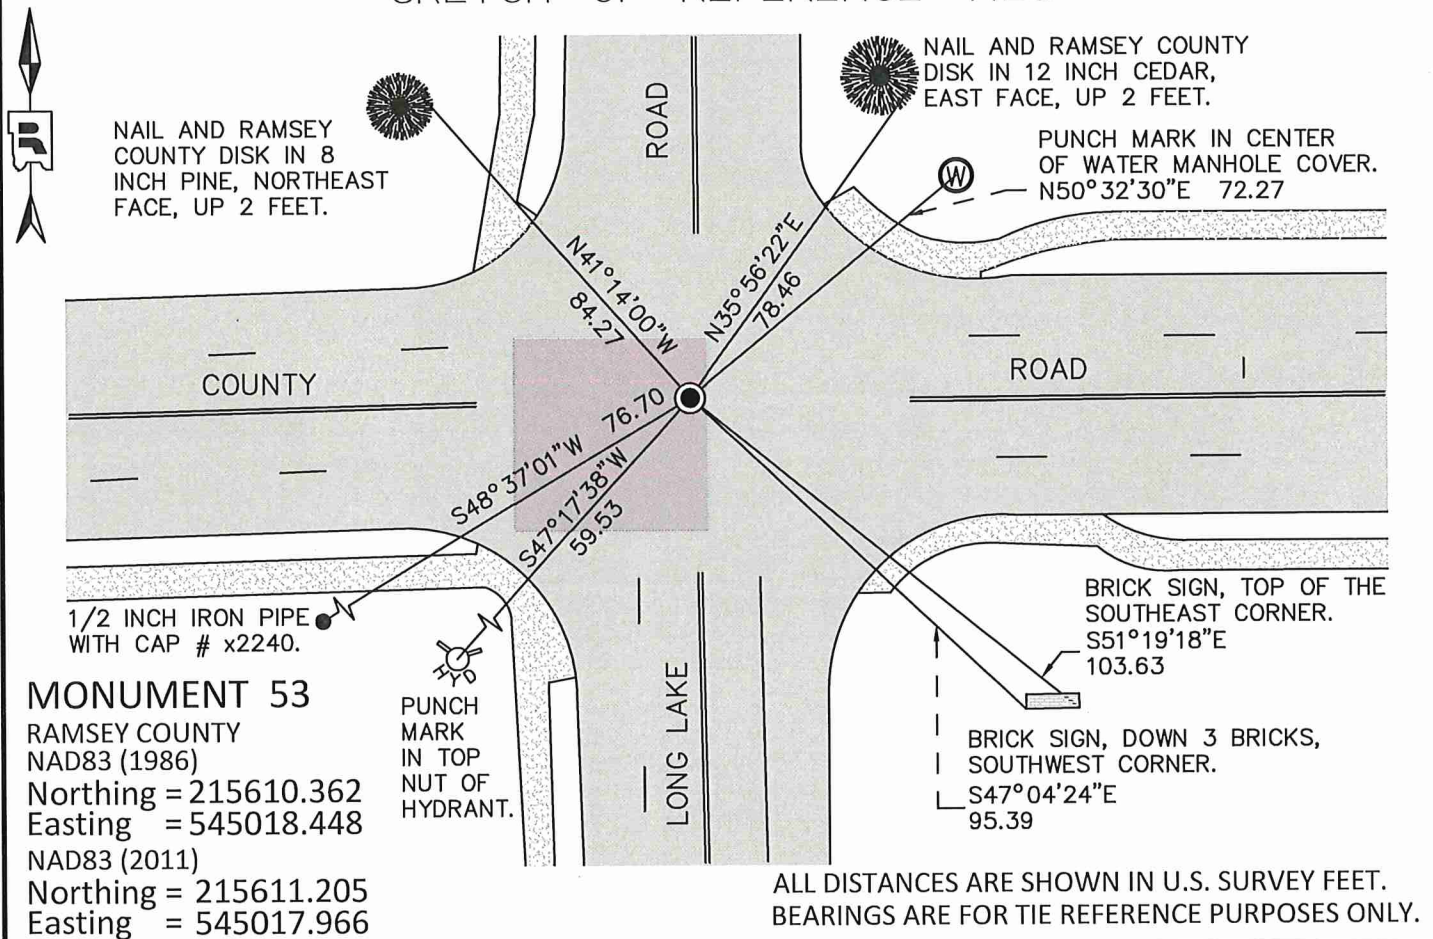 NAIL AND RAMSEY COUNTY
DISK IN 12 INCH CEDAR,
EAST FACE, UP 2 FEET.
NAIL AND RAMSEY
COUNTY DISK IN 8
INCH PINE, NORTHEAST
FACE, UP 2 FEET.
R
ROAD
PUNCH MARK IN CENTER
OF WATER MANHOLE COVER.
N50°32'30"E 72.27
W
N41°14'00"W
84.27
N35°56'22"E
78.46
COUNTY
ROAD I
76.70
S48°37'01"W
S47°17'38"W
59.53
1/2 INCH IRON PIPE
WITH CAP # x2240.
HYD
PUNCH
MARK
IN TOP
NUT OF
HYDRANT.
LONG LAKE
BRICK SIGN, TOP OF THE
SOUTHEAST CORNER.
S51°19'18"E
103.63
BRICK SIGN, DOWN 3 BRICKS,
SOUTHWEST CORNER.
S47°04'24"E
95.39
MONUMENT 53
RAMSEY COUNTY
NAD83 (1986)
Northing = 215610.362
Easting = 545018.448
NAD83 (2011)
Northing = 215611.205
Easting = 545017.966
ALL DISTANCES ARE SHOWN IN U.S. SURVEY FEET.
BEARINGS ARE FOR TIE REFERENCE PURPOSES ONLY.